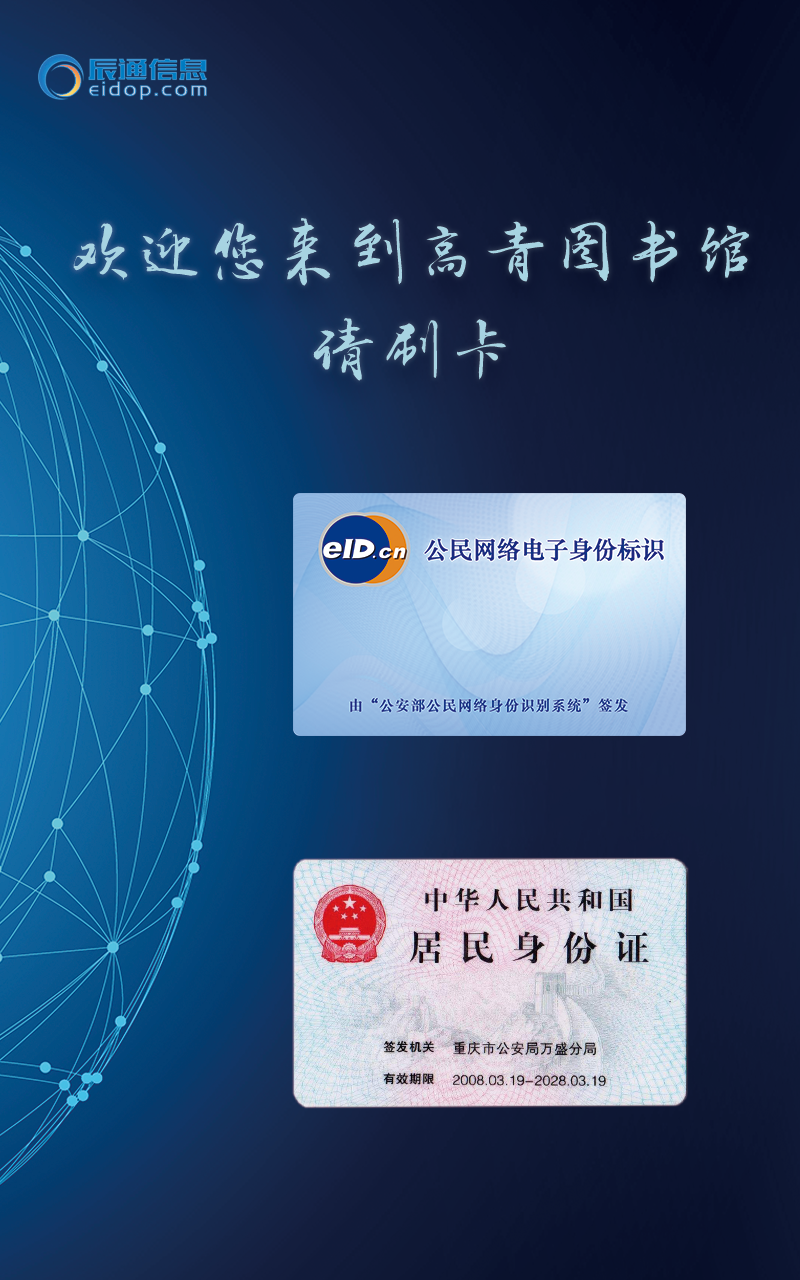 辰通信息
eidop.com
欢迎您来到高青图书馆
请刷卡
eID.cn
公民网络电子身份标识
由“公安部公民网络身份识别系统”签发
中华人民共和国
居民身份证
签发机关 重庆市公安局万盛分局
有效期限 2008.03.19-2028.03.19